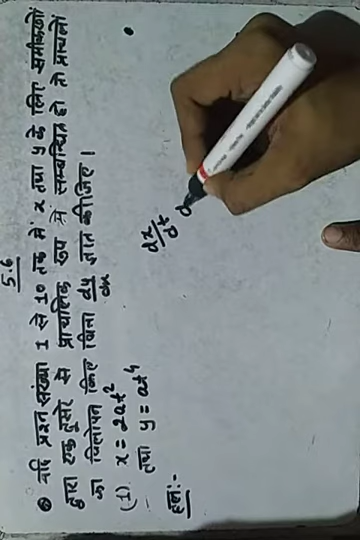 5.6
⊛ यदि प्रश्न संख्या 1 से 10 तक में x तथा y दिए समीकरणों
द्वारा एक दूसरे से प्राचलिक रूप में सम्बन्धित हो तो प्राचलों
का विलोपन किए बिना dy/dx ज्ञात कीजिए।
(1) x = 2at²
तथा y = at⁴
हल:-
dx/dt